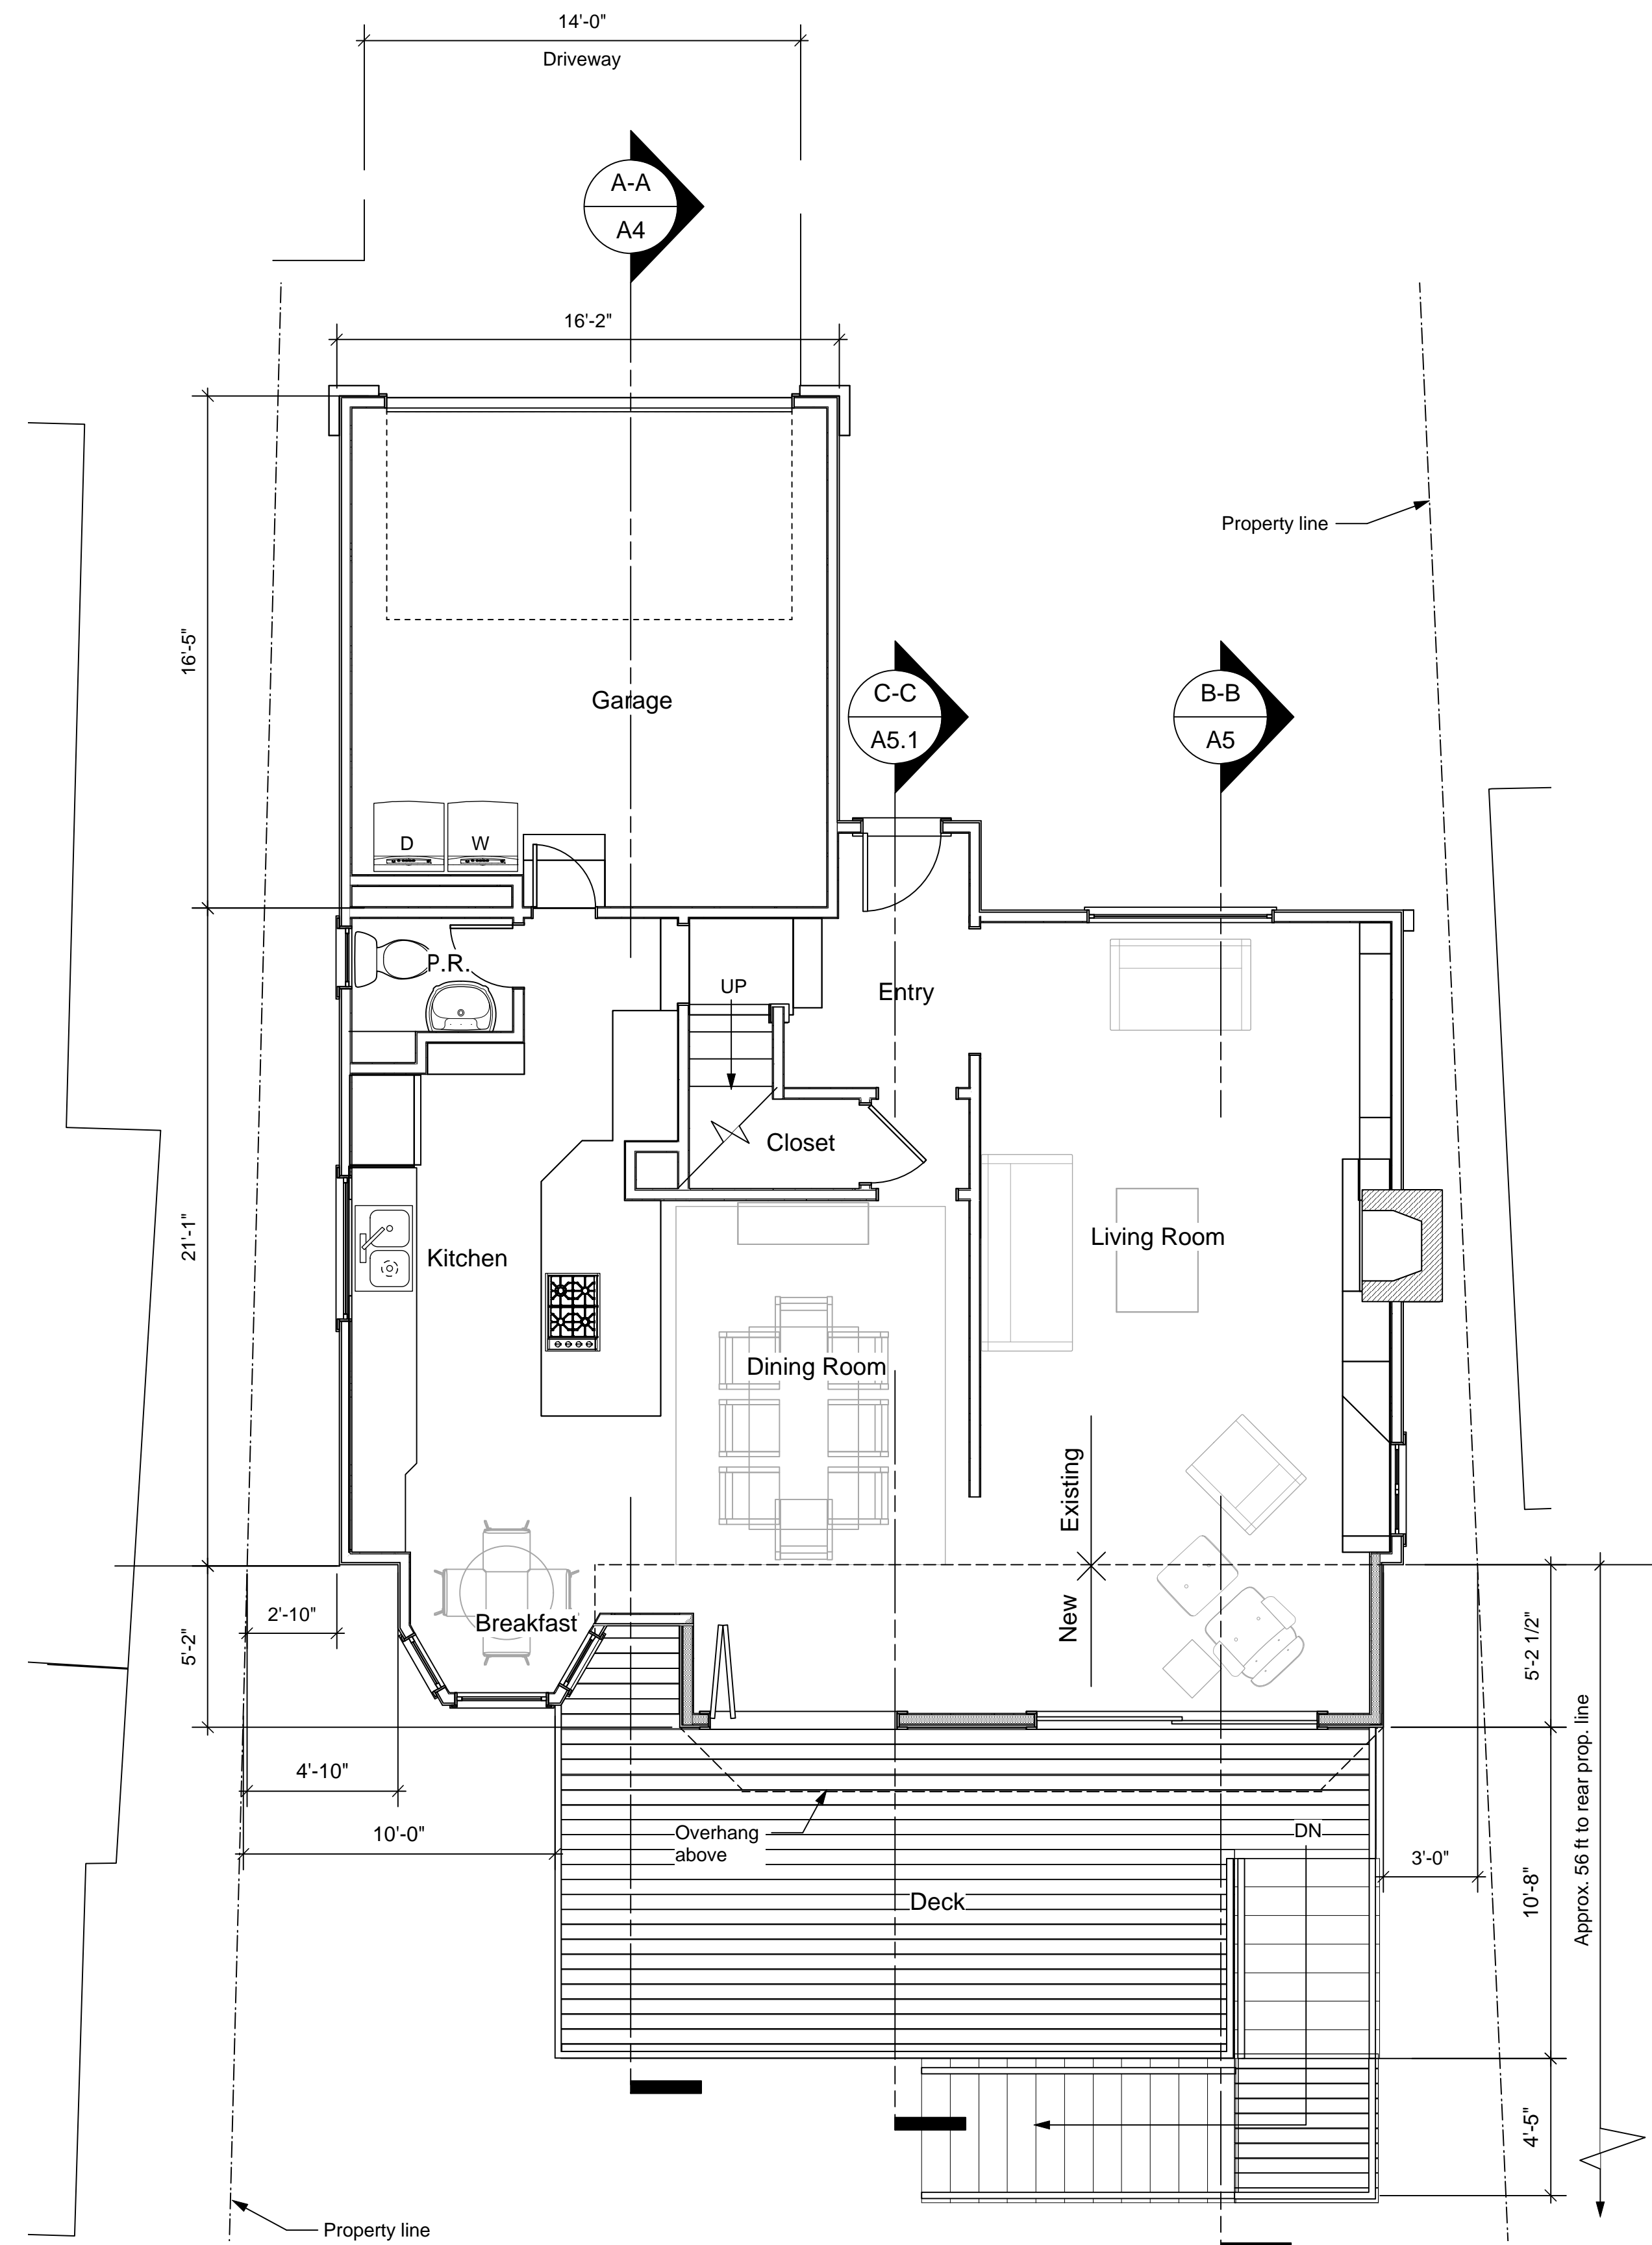 14'-0"
Driveway
A-A
A4
16'-2"
Property line
16'-5"
Garage
C-C
A5.1
B-B
A5
D
W
P.R.
UP
Entry
Closet
21'-1"
Kitchen
Living Room
Dining Room
Existing
New
Breakfast
2'-10"
5'-2"
5'-2 1/2"
4'-10"
10'-0"
Overhang
above
DN
3'-0"
Approx. 56 ft to rear prop. line
Deck
10'-8"
4'-5"
Property line